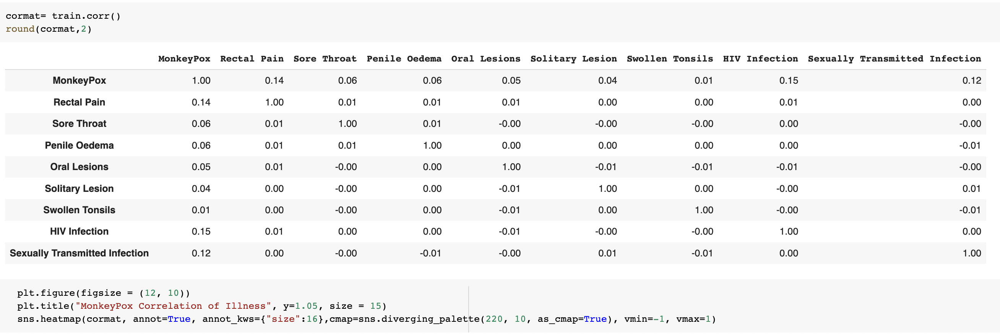 cormat= train.corr()
round(cormat,2)
MonkeyPox Rectal Pain Sore Throat Penile Oedema Oral Lesions Solitary Lesion Swollen Tonsils HIV Infection Sexually Transmitted Infection
MonkeyPox 1.00 0.14 0.06 0.06 0.05 0.04 0.01 0.15 0.12
Rectal Pain 0.14 1.00 0.01 0.01 0.01 0.00 0.00 0.01 0.00
Sore Throat 0.06 0.01 1.00 0.01 -0.00 -0.00 -0.00 0.00 -0.00
Penile Oedema 0.06 0.01 0.01 1.00 0.00 0.00 0.00 0.00 -0.01
Oral Lesions 0.05 0.01 -0.00 0.00 1.00 -0.01 -0.01 -0.01 -0.00
Solitary Lesion 0.04 0.00 -0.00 0.00 -0.01 1.00 0.00 -0.00 0.01
Swollen Tonsils 0.01 0.00 -0.00 0.00 -0.01 0.00 1.00 -0.00 -0.01
HIV Infection 0.15 0.01 0.00 0.00 -0.01 -0.00 -0.00 1.00 0.00
Sexually Transmitted Infection 0.12 0.00 -0.00 -0.01 -0.00 0.01 -0.01 0.00 1.00
plt.figure(figsize = (12, 10))
plt.title("MonkeyPox Correlation of Illness", y=1.05, size = 15)
sns.heatmap(cormat, annot=True, annot_kws={"size":16},cmap=sns.diverging_palette(220, 10, as_cmap=True), vmin=-1, vmax=1)